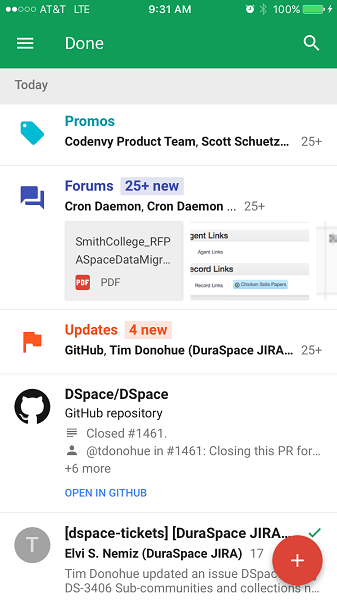 AT&T LTE 9:31 AM 100%
Done
Today
Promos
Codenvy Product Team, Scott Schuetz... 25+
Forums 25+ new
Cron Daemon, Cron Daemon ... 25+
SmithCollege_RFP
ASpaceDataMigr...
PDF PDF
Agent Links
Agent Links
Record Links
Record Links Chicken Soils Papers
Updates 4 new
GitHub, Tim Donohue (DuraSpace JIRA... 25+
DSpace/DSpace
GitHub repository
Closed #1461.
@tdonohue in #1461: Closing this PR for...
+6 more
OPEN IN GITHUB
T
[dspace-tickets] [DuraSpace JIRA...
Elvi S. Nemiz (DuraSpace JIRA) 17
Tim Donohue updated an issue DSpace
DS-3406 Sub-communities and collections n...